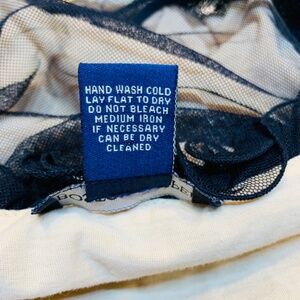 HAND WASH COLD
LAY FLAT TO DRY
DO NOT BLEACH
MEDIUM IRON
IF NECESSARY
CAN BE DRY
CLEANED